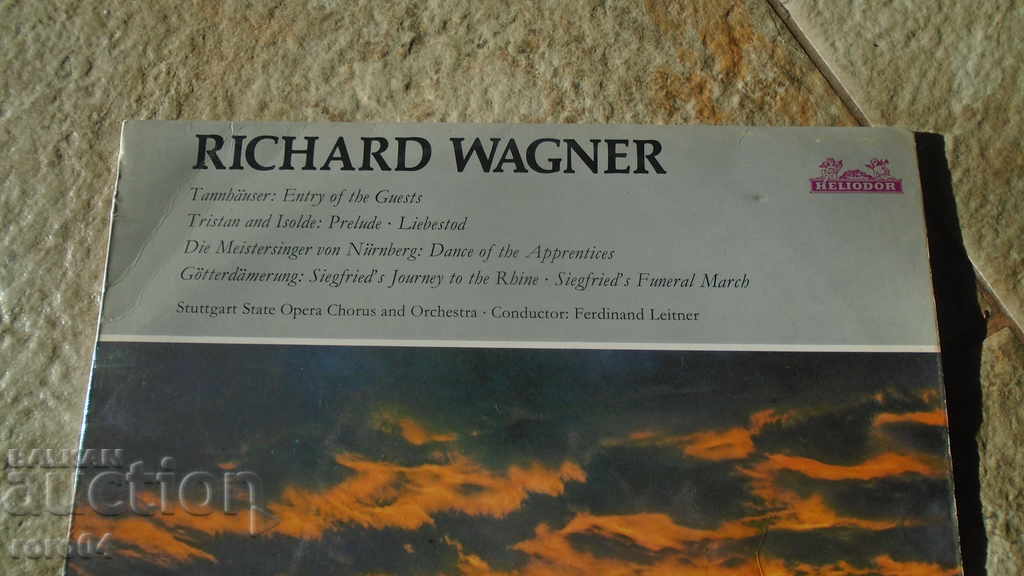 RICHARD WAGNER
HELIODOR
Tannhäuser: Entry of the Guests
Tristan and Isolde: Prelude · Liebestod
Die Meistersinger von Nürnberg: Dance of the Apprentices
Götterdämerung: Siegfried's Journey to the Rhine · Siegfried's Funeral March
Stuttgart State Opera Chorus and Orchestra · Conductor: Ferdinand Leitner
BALKAN
auction
roro04